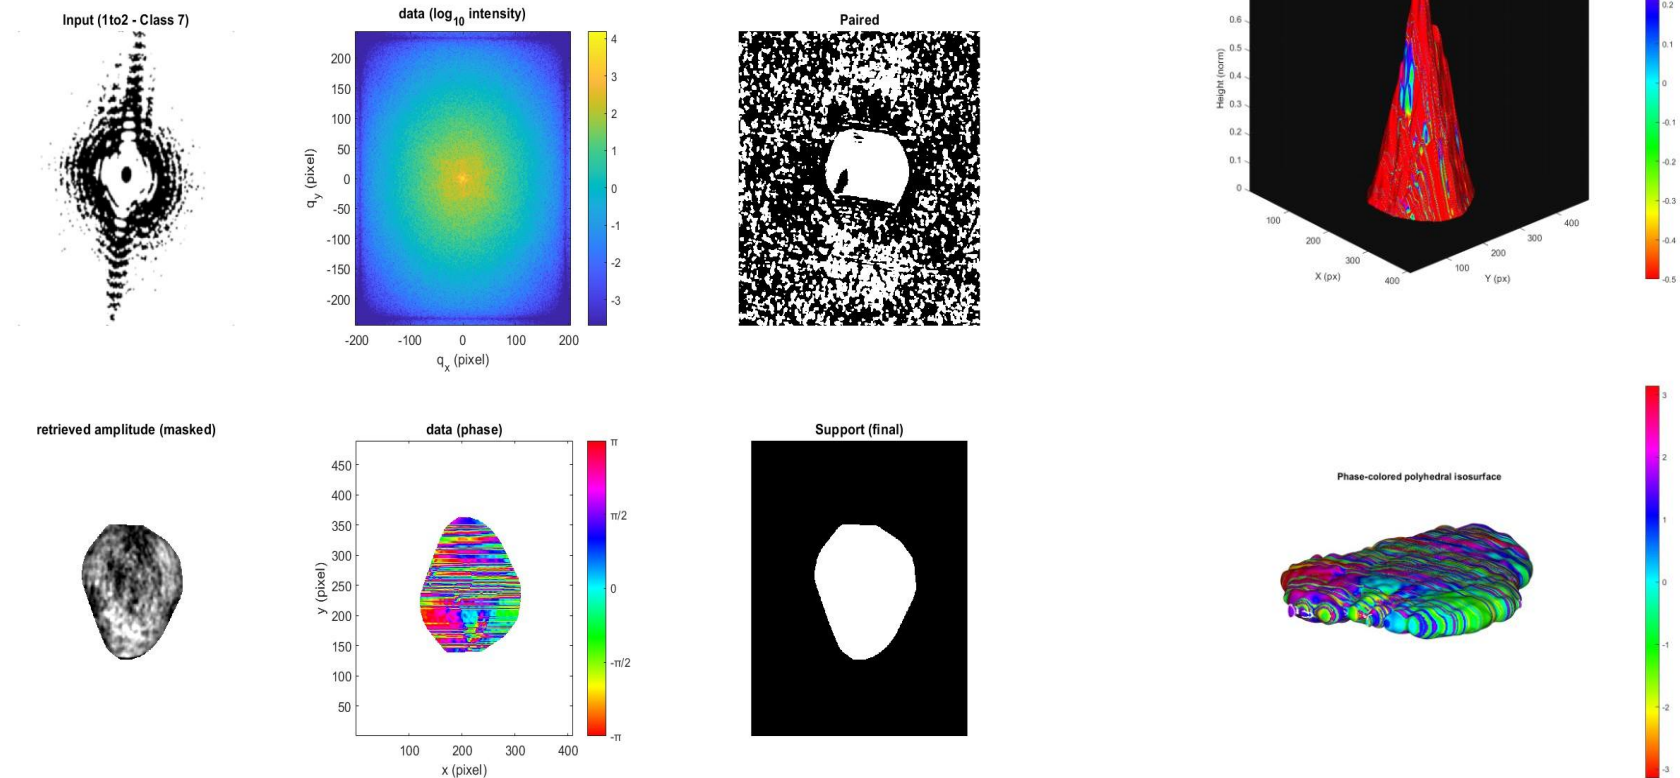 Input (1to2 - Class 7)
data (log10 intensity)
Paired
200
150
100
50
0
-50
-100
-150
-200
qy (pixel)
-200 -100 0 100 200
qx (pixel)
4
3
2
1
0
-1
-2
-3
0.6
0.5
0.4
0.3
0.2
0.1
0
Height (norm)
100
200
300
400
X (px)
100
200
300
400
Y (px)
0.2
0.1
0
-0.1
-0.2
-0.3
-0.4
-0.5
retrieved amplitude (masked)
data (phase)
Support (final)
450
400
350
300
250
200
150
100
50
y (pixel)
100 200 300 400
x (pixel)
π
π/2
0
-π/2
-π
Phase-colored polyhedral isosurface
3
2
1
0
-1
-2
-3